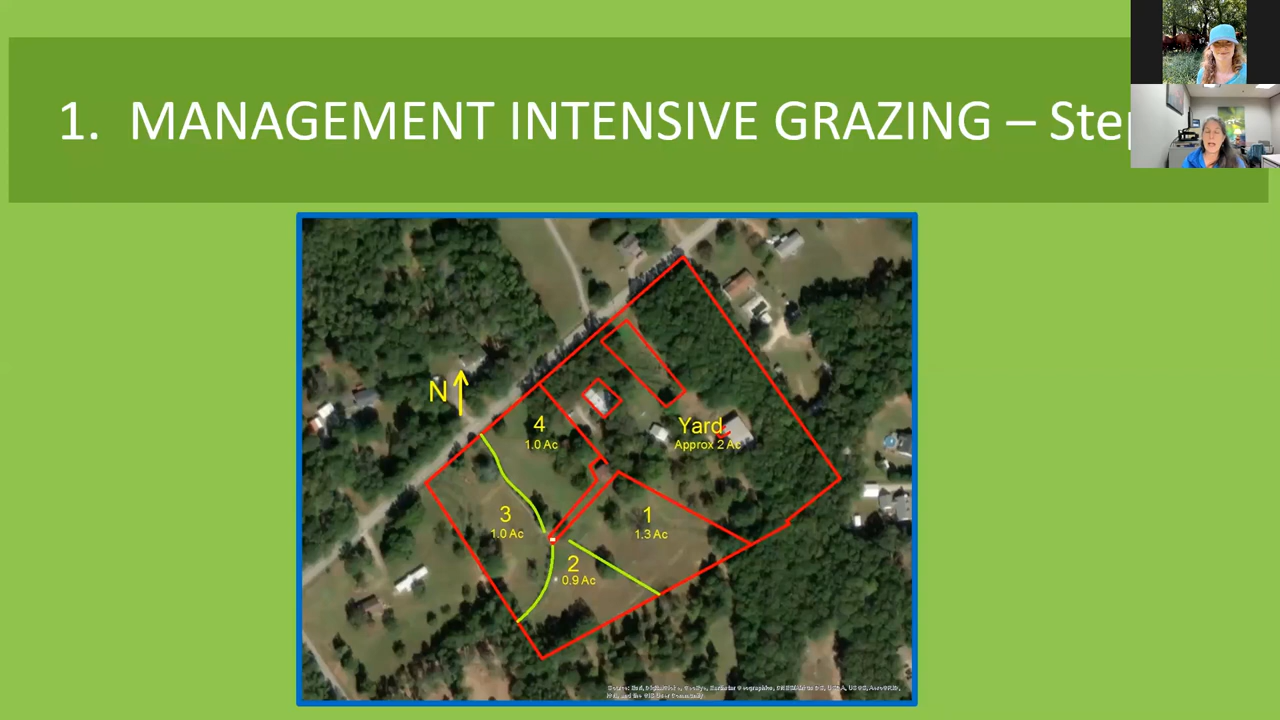 1. MANAGEMENT INTENSIVE GRAZING – Ste
N
4
1.0 Ac
Yard
Approx 2 Ac
3
1.0 Ac
1
1.3 Ac
2
0.9 Ac